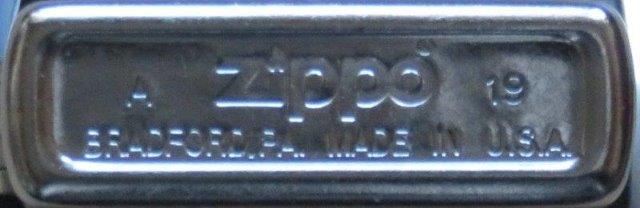 A Zippo 19
BRADFORD, PA. MADE IN U.S.A.